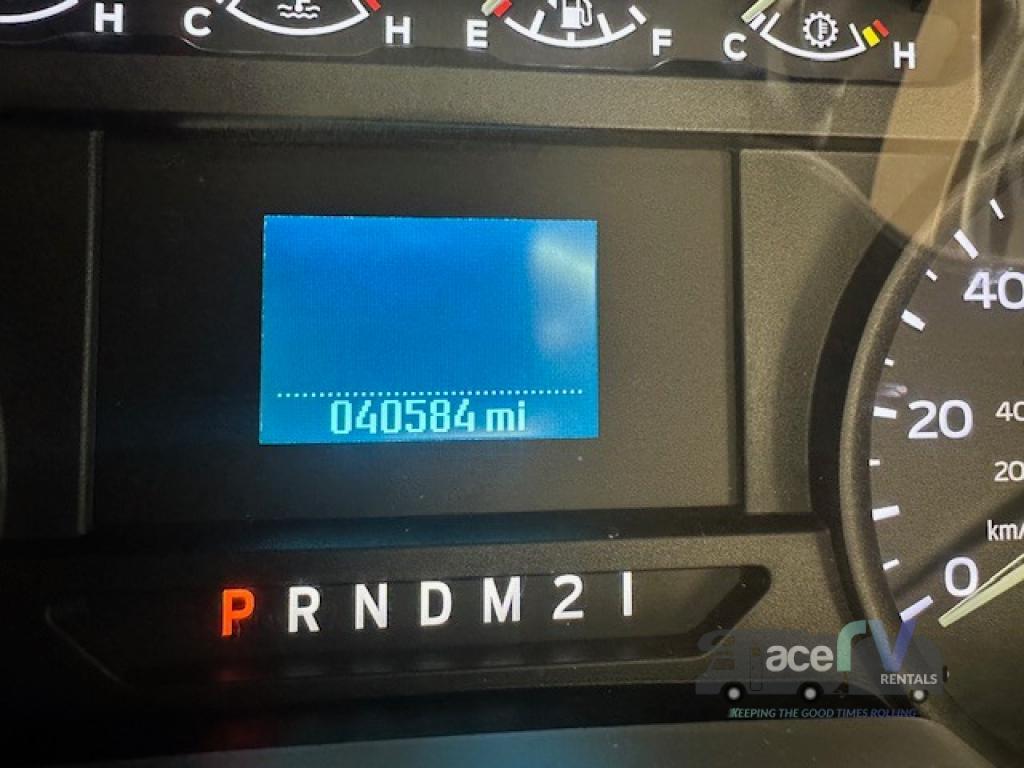 H C H E F C H
40
040584 mi
20 40
20
km/
0
P R N D M 2 1
ace rv
RENTALS
KEEPING THE GOOD TIMES ROLLING